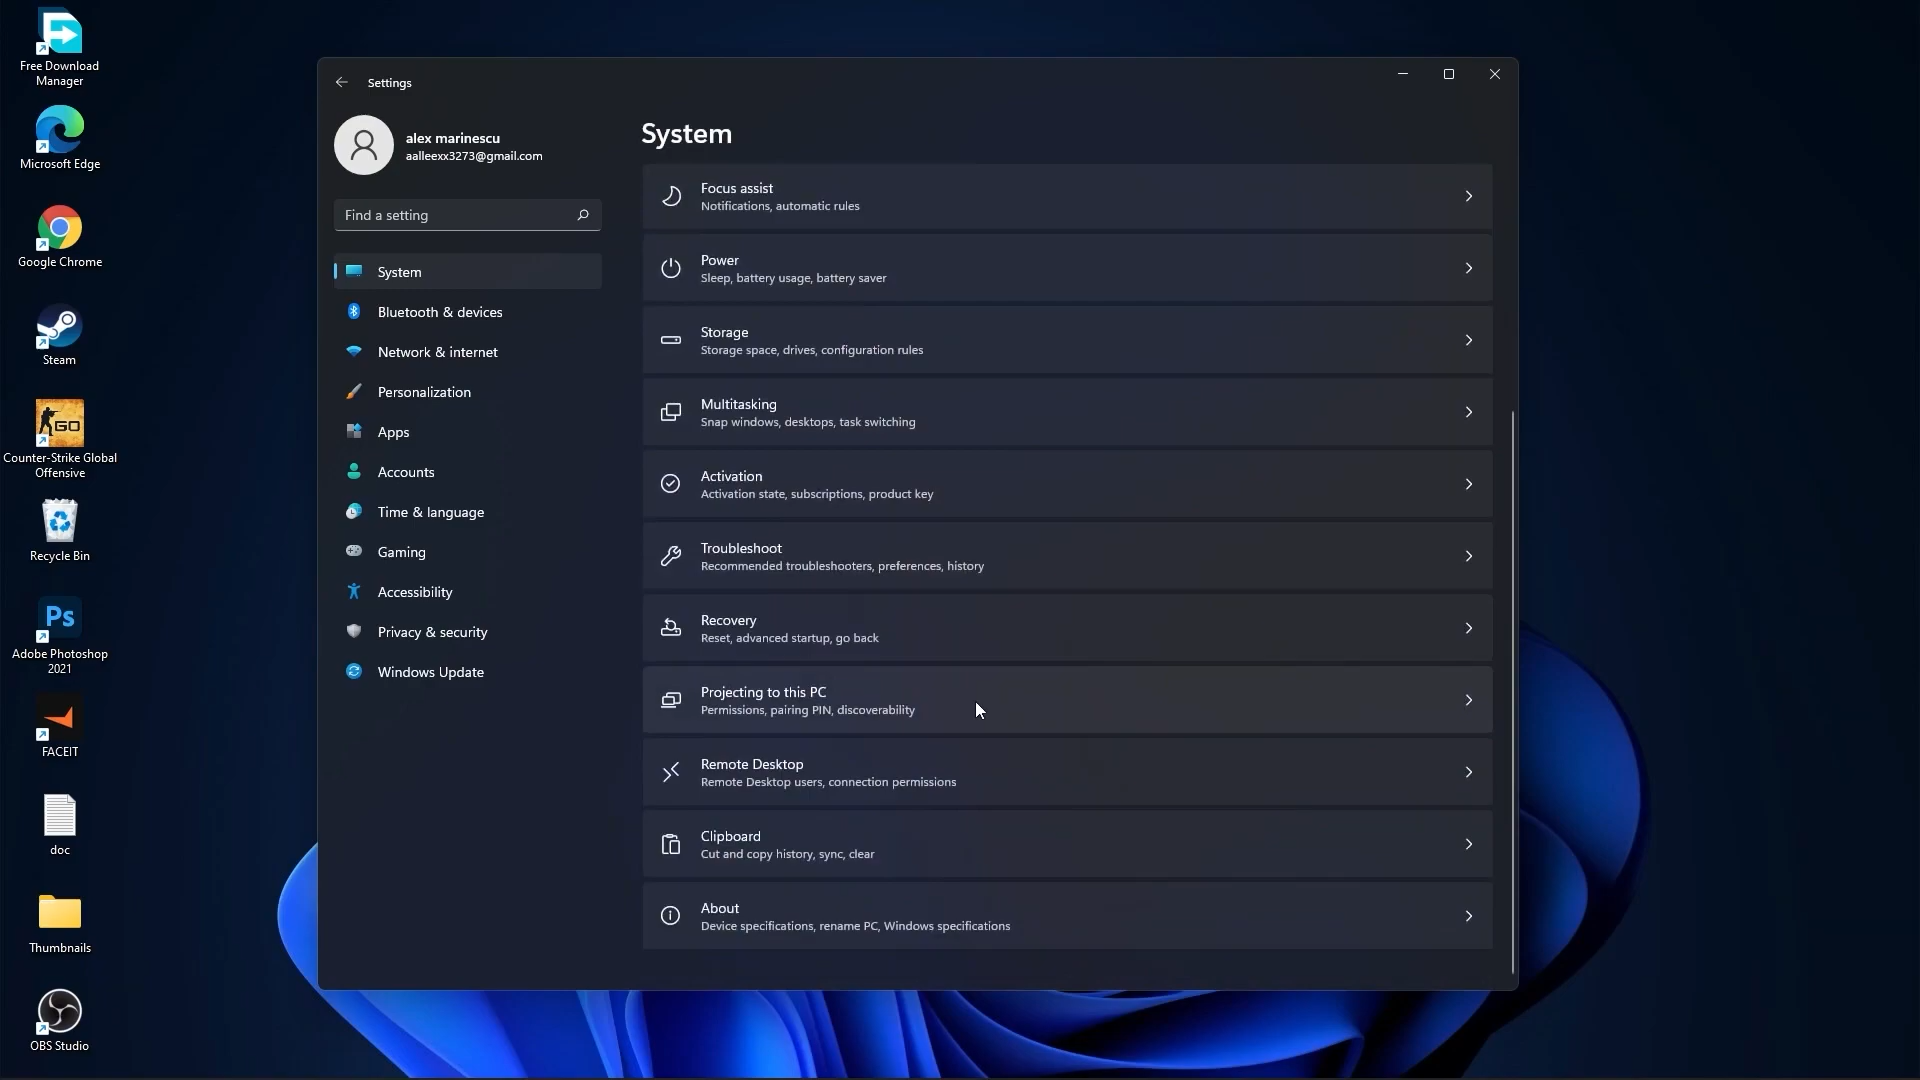 Free Download
Manager
Microsoft Edge
Google Chrome
Steam
GO
Counter-Strike Global
Offensive
Recycle Bin
Ps
Adobe Photoshop
2021
FACEIT
doc
Thumbnails
OBS Studio
Settings
alex marinescu
aalleexx3273@gmail.com
Find a setting
System
Bluetooth & devices
Network & internet
Personalization
Apps
Accounts
Time & language
Gaming
Accessibility
Privacy & security
Windows Update
System
Focus assist
Notifications, automatic rules
Power
Sleep, battery usage, battery saver
Storage
Storage space, drives, configuration rules
Multitasking
Snap windows, desktops, task switching
Activation
Activation state, subscriptions, product key
Troubleshoot
Recommended troubleshooters, preferences, history
Recovery
Reset, advanced startup, go back
Projecting to this PC
Permissions, pairing PIN, discoverability
Remote Desktop
Remote Desktop users, connection permissions
Clipboard
Cut and copy history, sync, clear
About
Device specifications, rename PC, Windows specifications